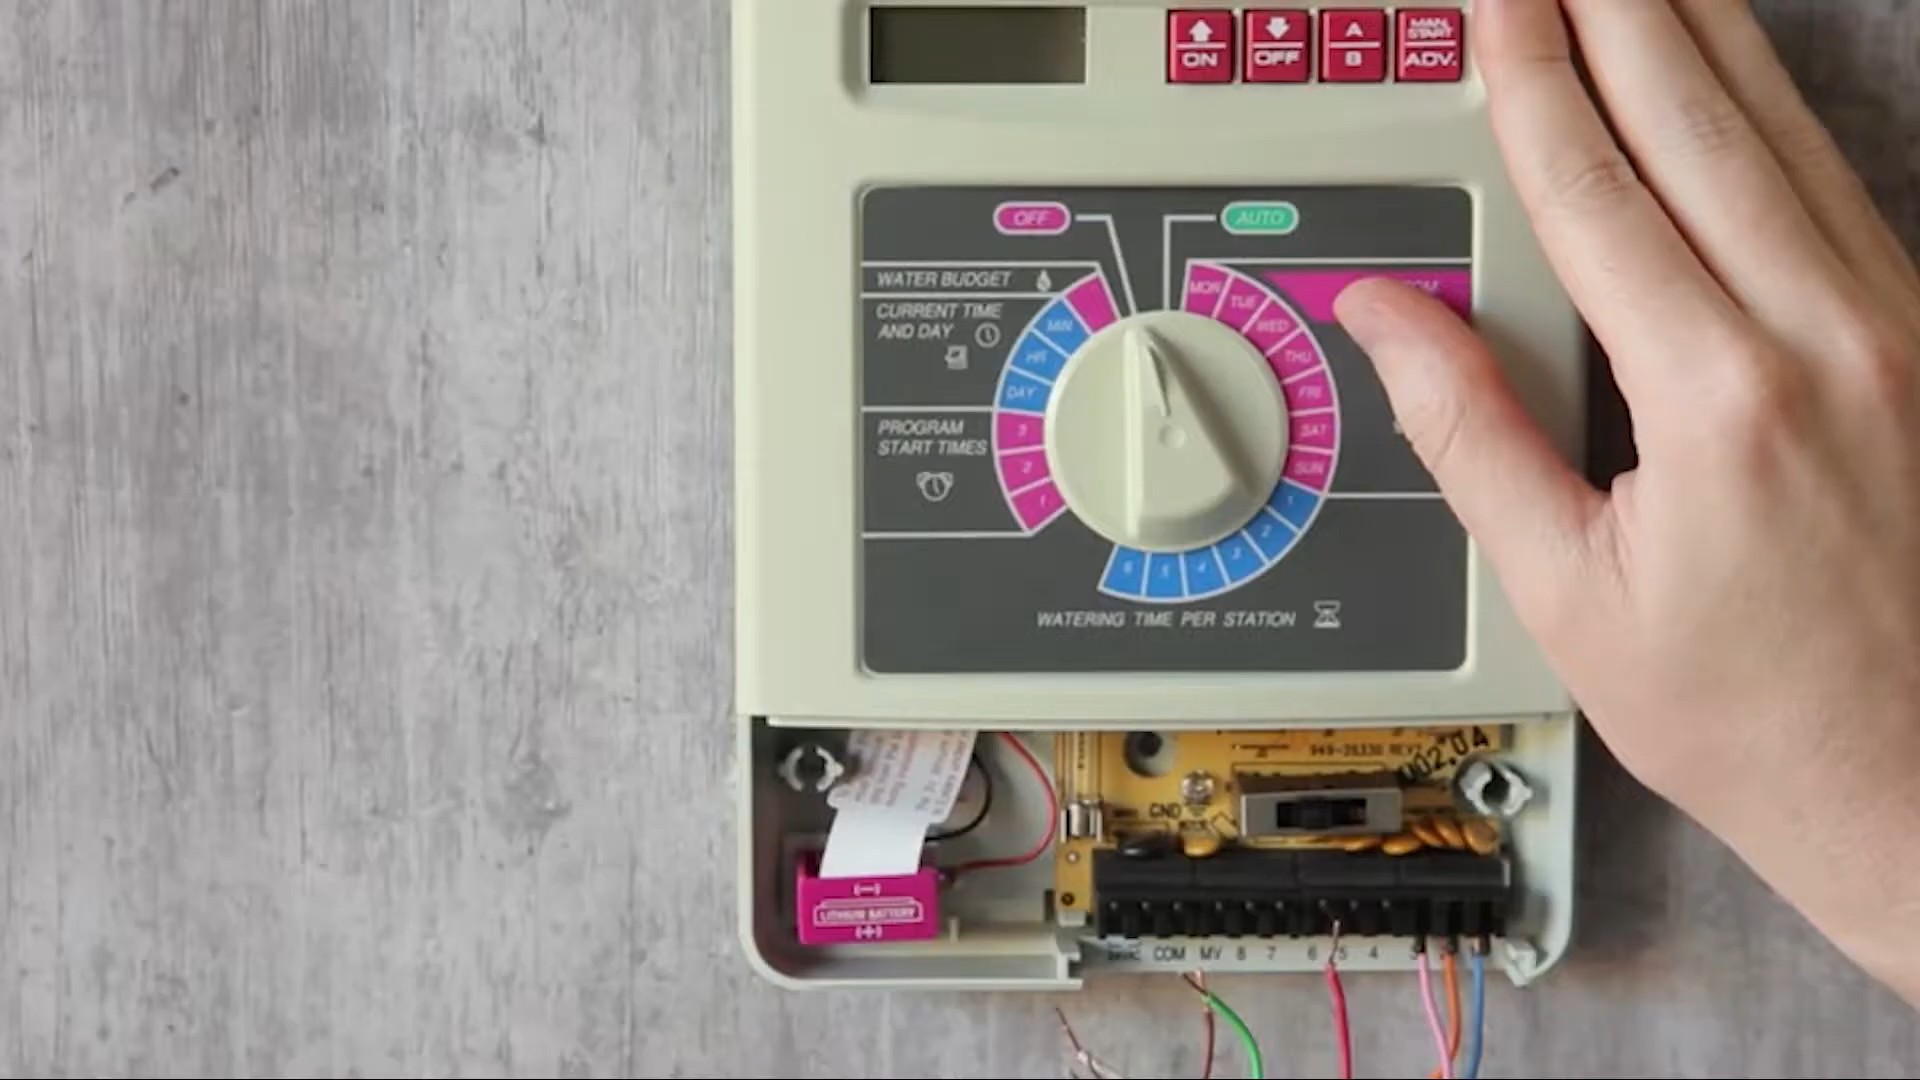 ON OFF A B MAN. START ADV.
OFF AUTO
WATER BUDGET
CURRENT TIME
AND DAY
MIN
HR
DAY
PROGRAM
START TIMES
3
2
1
MON
TUE
WED
THU
FRI
SAT
SUN
1
2
3
4
5
6
WATERING TIME PER STATION
GND
(-)
LITHIUM BATTERY
(+)
COM MV 8 7 6 5 4